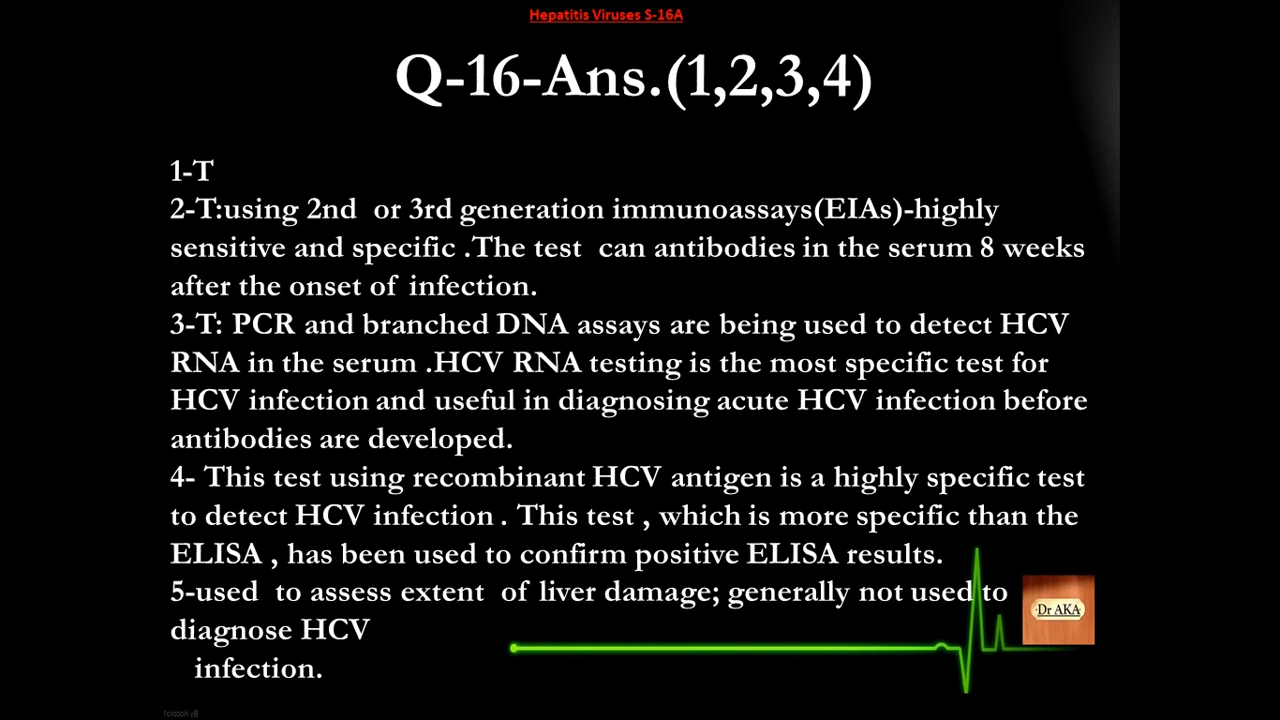 Hepatitis Viruses S-16A
Q-16-Ans.(1,2,3,4)
1-T
2-T:using 2nd or 3rd generation immunoassays(EIAs)-highly
sensitive and specific .The test can antibodies in the serum 8 weeks
after the onset of infection.
3-T: PCR and branched DNA assays are being used to detect HCV
RNA in the serum .HCV RNA testing is the most specific test for
HCV infection and useful in diagnosing acute HCV infection before
antibodies are developed.
4- This test using recombinant HCV antigen is a highly specific test
to detect HCV infection . This test , which is more specific than the
ELISA , has been used to confirm positive ELISA results.
5-used to assess extent of liver damage; generally not used to
diagnose HCV
infection.
Dr AKA